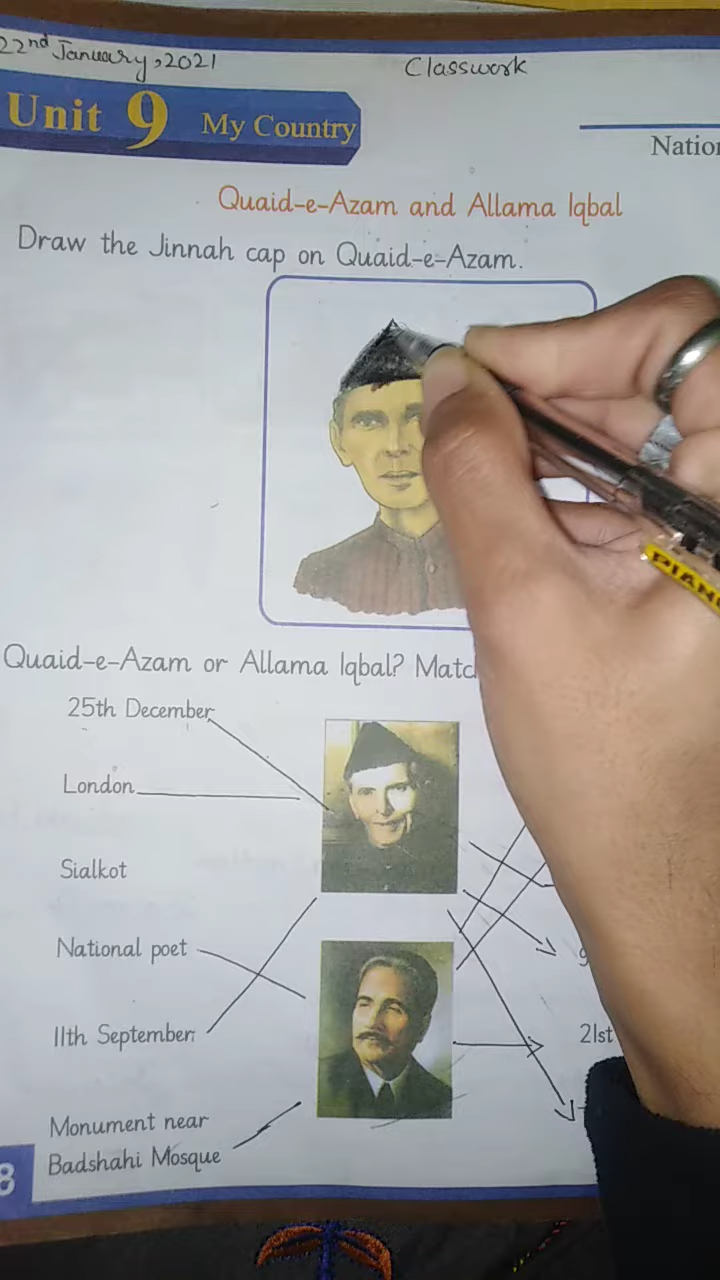 22nd January, 2021
Classwork
Unit 9 My Country
Quaid-e-Azam and Allama Iqbal
Draw the Jinnah cap on Quaid-e-Azam.
Quaid-e-Azam or Allama Iqbal?
25th December
London
Sialkot
National poet
11th September
21st
Monument near
Badshahi Mosque
8